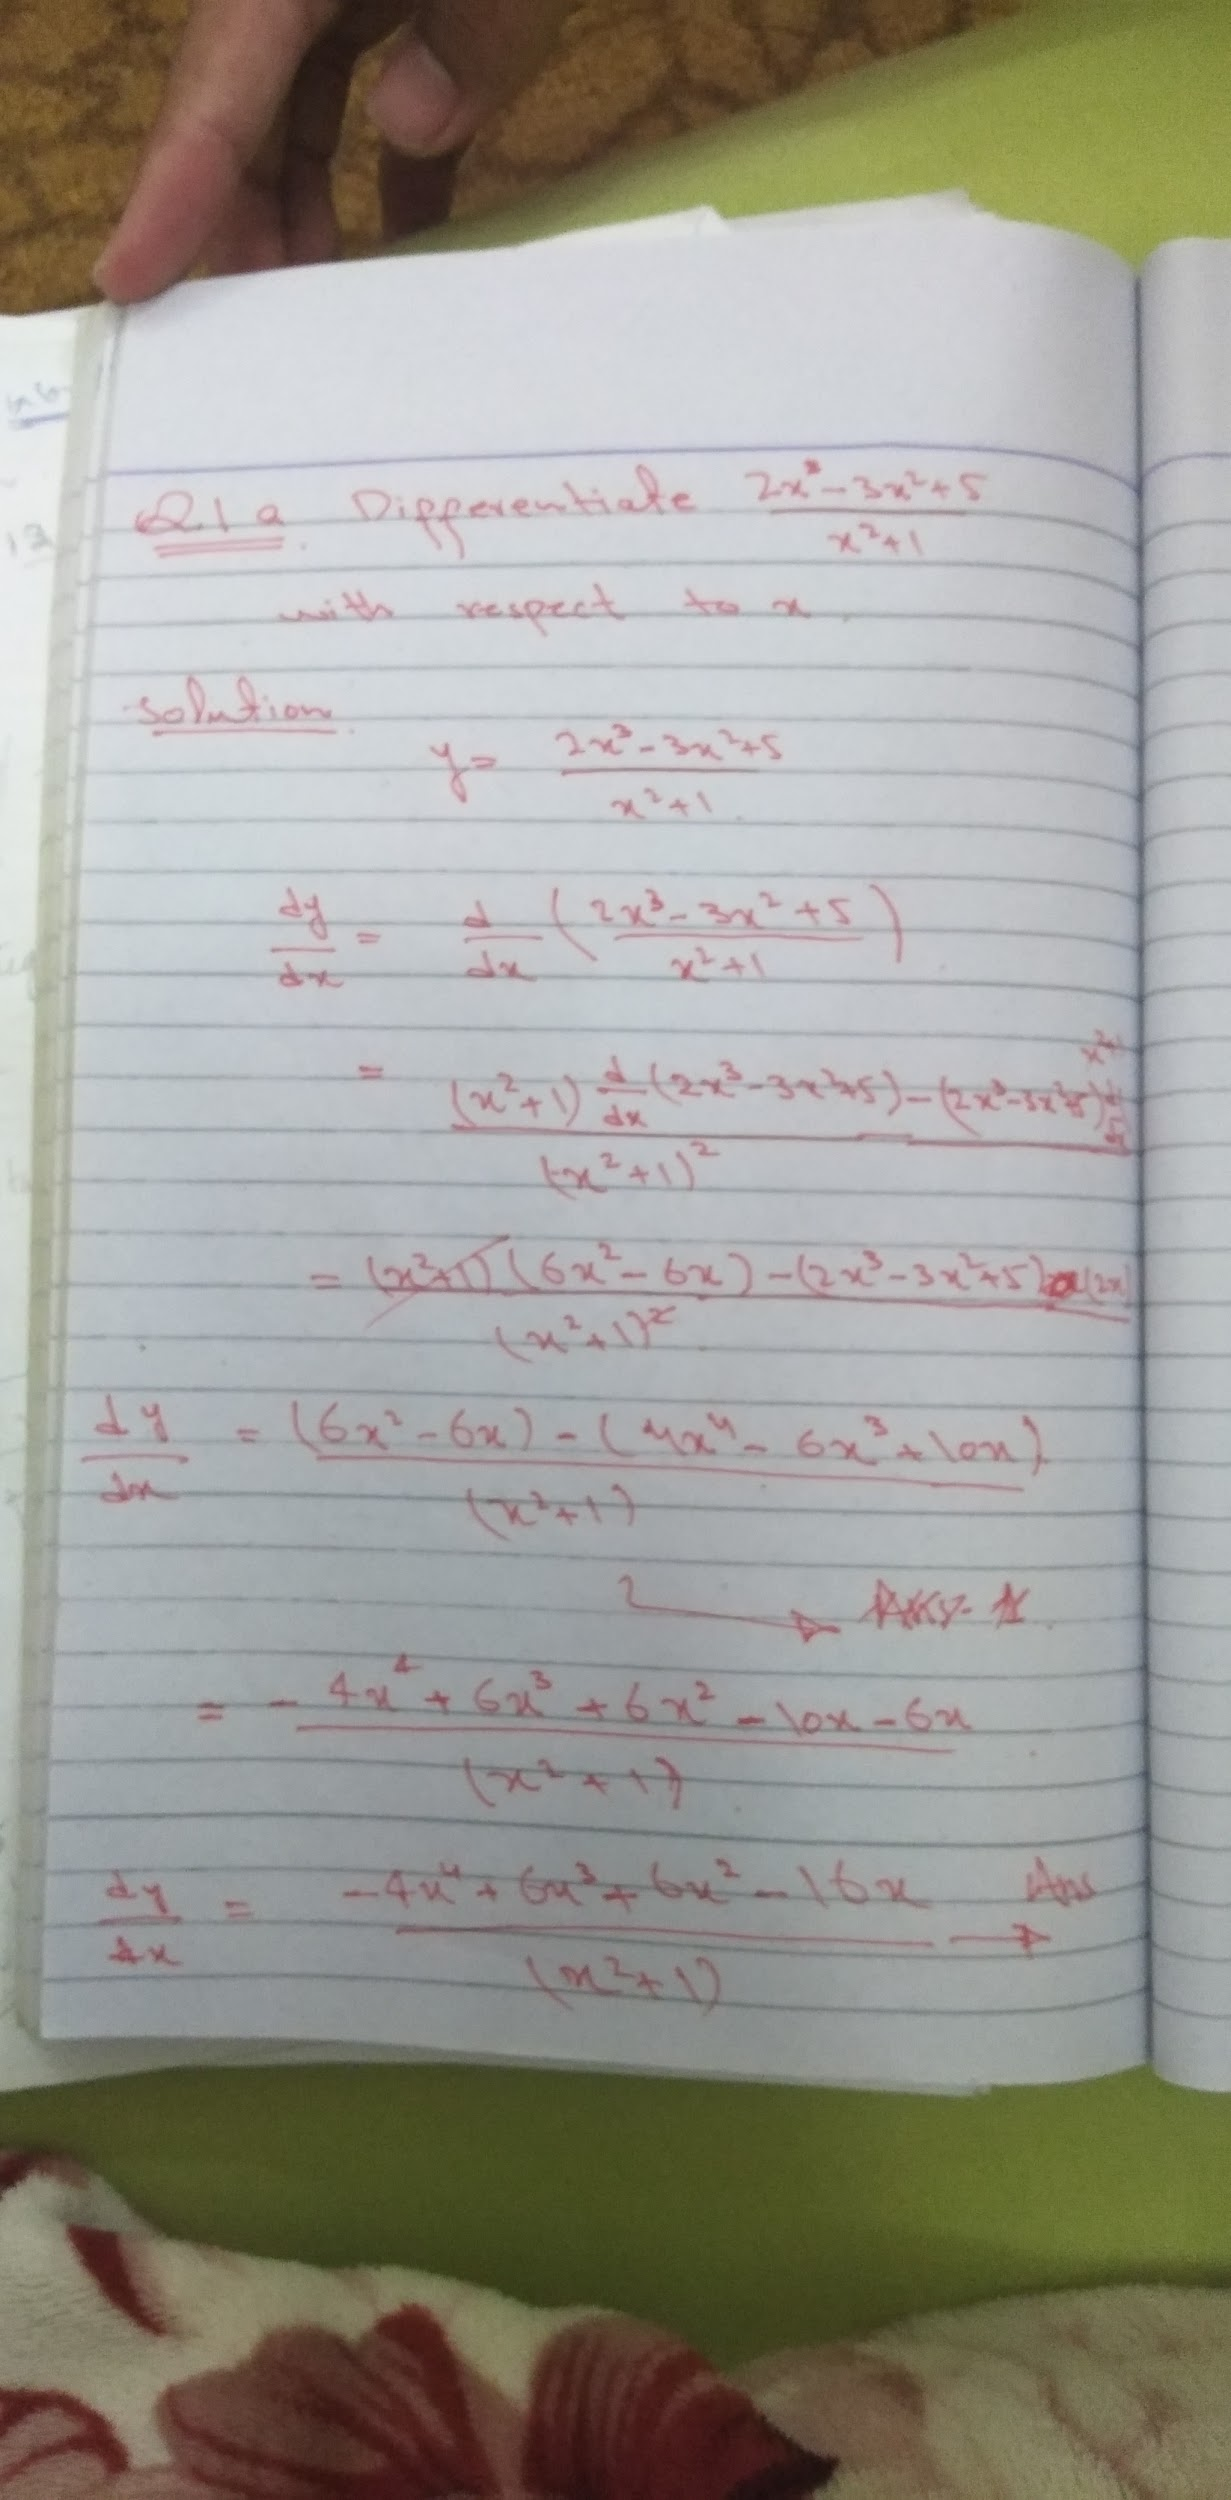 Q1a. Differentiate (2x³-3x²+5)/(x²+1)
with respect to x.
Solution
y = (2x³-3x²+5)/(x²+1)
dy/dx = d/dx ((2x³-3x²+5)/(x²+1))
= ((x²+1) d/dx (2x³-3x²+5) - (2x³-3x²+5) d/dx x²+1)/(x²+1)²
= ((x²+1)(6x²-6x) - (2x³-3x²+5)(2x))/(x²+1)²
dy/dx = ((6x²-6x) - (4x⁴-6x³+10x))/(x²+1)
= (-4x⁴+6x³+6x²-10x-6x)/(x²+1)
dy/dx = (-4x⁴+6x³+6x²-16x)/(x²+1) → Ans